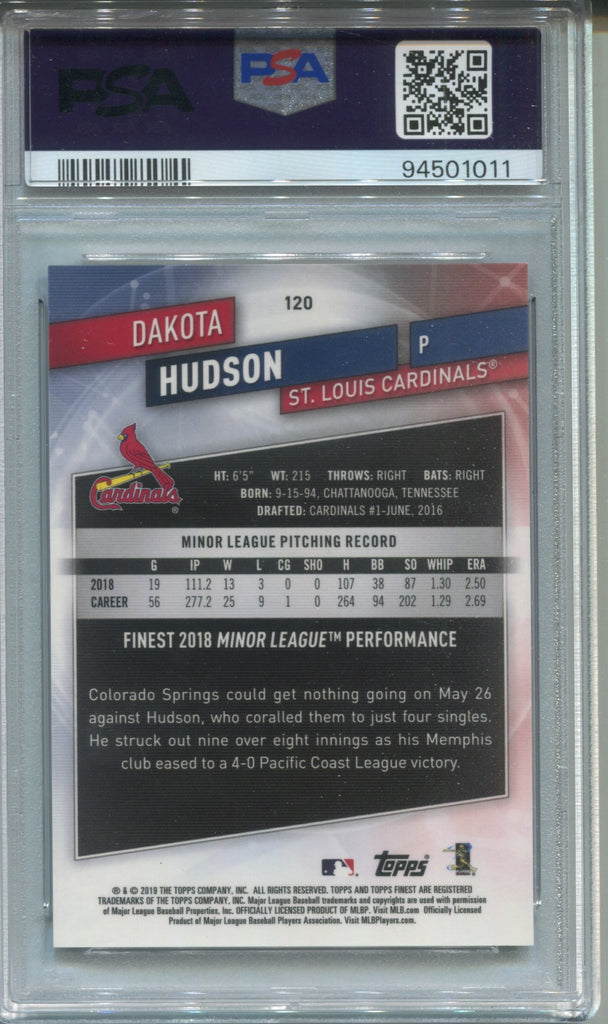 PSA
PSA
94501011
120
DAKOTA
HUDSON
P
ST. LOUIS CARDINALS®
Cardinals®
HT: 6'5" WT: 215 THROWS: RIGHT BATS: RIGHT
BORN: 9-15-94, CHATTANOOGA, TENNESSEE
DRAFTED: CARDINALS #1-JUNE, 2016
MINOR LEAGUE PITCHING RECORD
G IP W L CG SHO H BB SO WHIP ERA
2018 19 111.2 13 3 0 0 107 38 87 1.30 2.50
CAREER 56 277.2 25 9 1 0 264 94 202 1.29 2.69
FINEST 2018 MINOR LEAGUE™ PERFORMANCE
Colorado Springs could get nothing going on May 26
against Hudson, who coralled them to just four singles.
He struck out nine over eight innings as his Memphis
club eased to a 4-0 Pacific Coast League victory.
topps®
® & © 2019 THE TOPPS COMPANY, INC. ALL RIGHTS RESERVED. TOPPS AND TOPPS FINEST ARE REGISTERED
TRADEMARKS OF THE TOPPS COMPANY, INC. Major League Baseball trademarks and copyrights are used with permission
of Major League Baseball Properties, Inc. OFFICIALLY LICENSED PRODUCT OF MLBP. Visit MLB.com Officially Licensed
Product of Major League Baseball Players Association. Visit MLBPlayers.com.